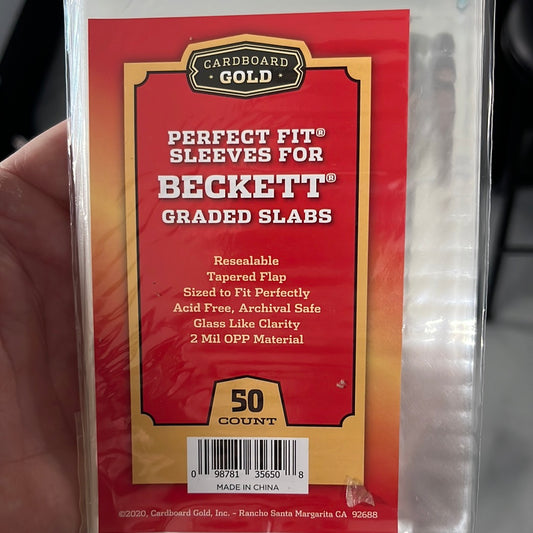 CARDBOARD
GOLD
PERFECT FIT®
SLEEVES FOR
BECKETT®
GRADED SLABS
Resealable
Tapered Flap
Sized to Fit Perfectly
Acid Free, Archival Safe
Glass Like Clarity
2 Mil OPP Material
50
COUNT
0 98781 35650 8
MADE IN CHINA
©2020, Cardboard Gold, Inc. - Rancho Santa Margarita CA 92688